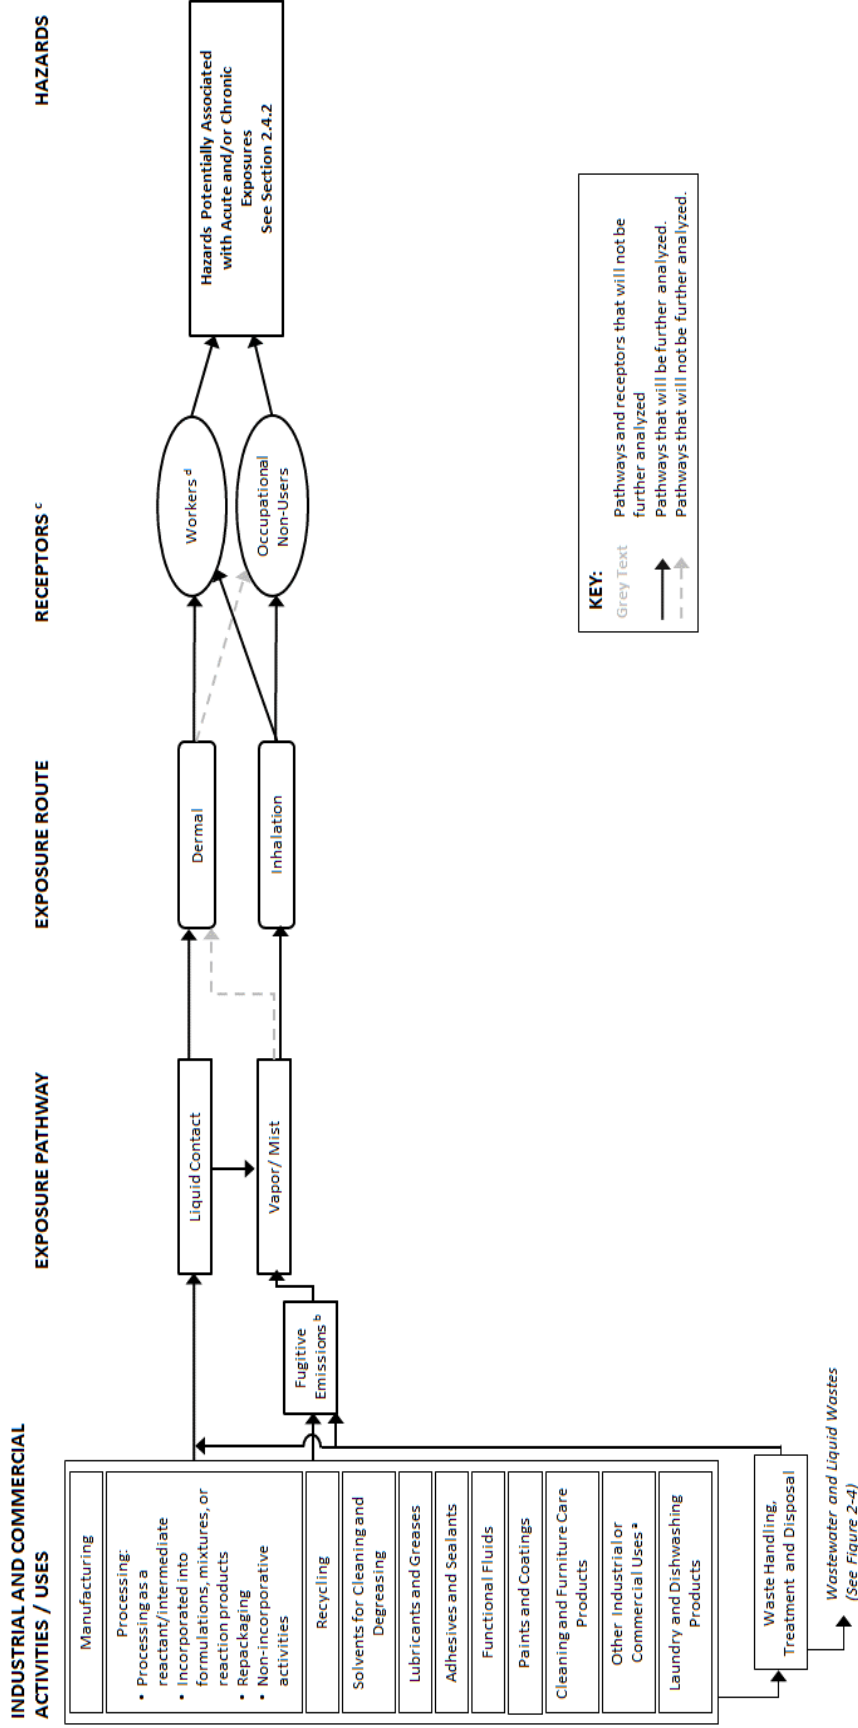 INDUSTRIAL AND COMMERCIAL
ACTIVITIES / USES
EXPOSURE PATHWAY
EXPOSURE ROUTE
RECEPTORS ᶜ
HAZARDS
Manufacturing
Processing:
• Processing as a
reactant/intermediate
• Incorporated into
formulations, mixtures, or
reaction products
• Repackaging
• Non-incorporative
activities
Recycling
Solvents for Cleaning and
Degreasing
Lubricants and Greases
Adhesives and Sealants
Functional Fluids
Paints and Coatings
Cleaning and Furniture Care
Products
Other Industrial or
Commercial Uses ᵃ
Laundry and Dishwashing
Products
Waste Handling,
Treatment and Disposal
Wastewater and Liquid Wastes
(See Figure 2-4)
Fugitive
Emissions ᵇ
Liquid Contact
Vapor/ Mist
Dermal
Inhalation
Workers ᵈ
Occupational
Non-Users
Hazards Potentially Associated
with Acute and/or Chronic
Exposures
See Section 2.4.2
KEY:
Grey Text
Pathways and receptors that will not be
further analyzed
Pathways that will be further analyzed.
Pathways that will not be further analyzed.